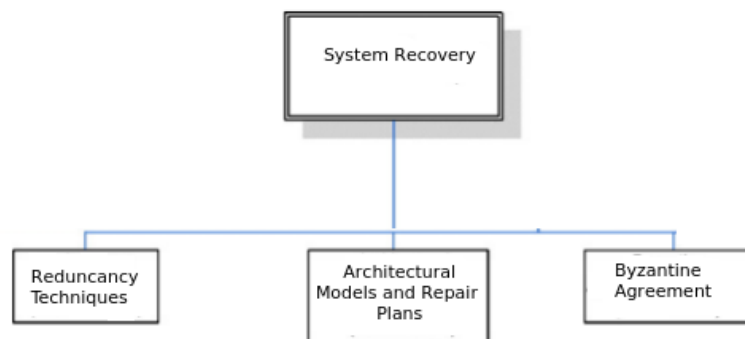 System Recovery
Reduncancy
Techniques
Architectural
Models and Repair
Plans
Byzantine
Agreement